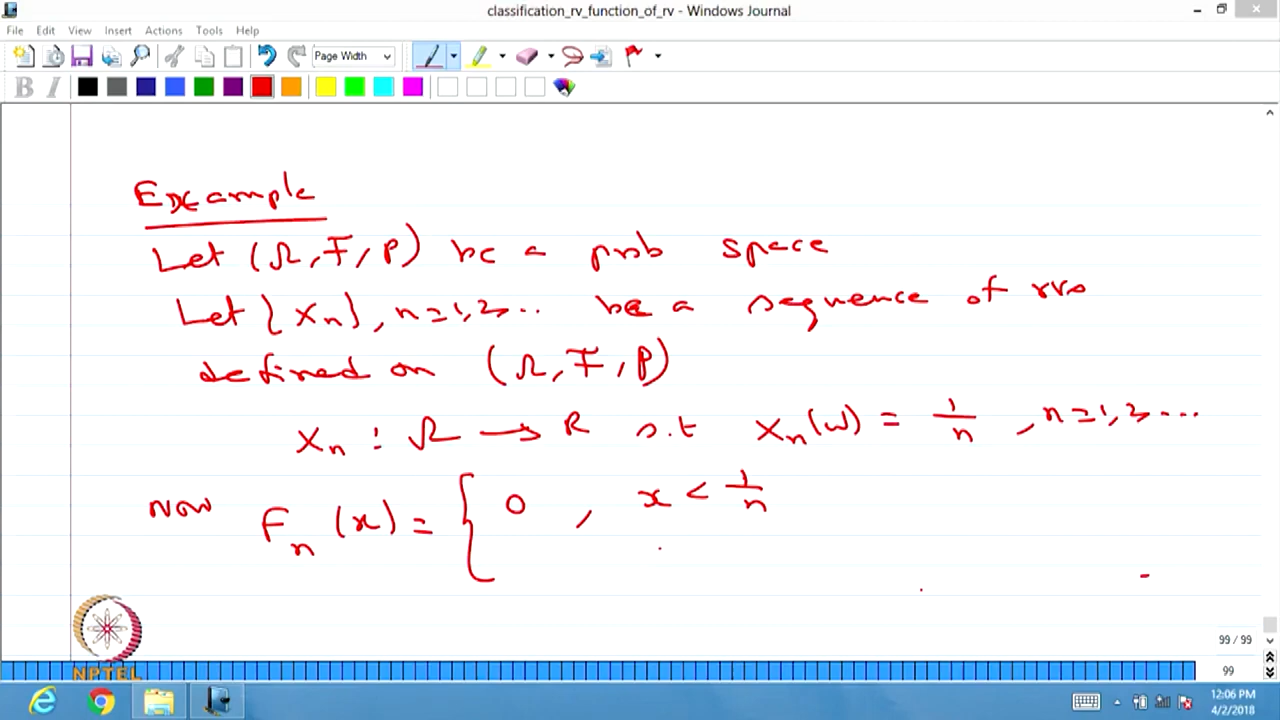 classification_rv_function_of_rv - Windows Journal
File Edit View Insert Actions Tools Help
Page Width
B I
Example
Let (Ω, F, P) be a prob space
Let {Xn}, n=1,2,... be a sequence of rvs
defined on (Ω, F, P)
Xn : Ω → R s.t Xn(ω) = 1/n , n=1,2,...
Now Fn(x) = { 0 , x < 1/n
99 / 99
NPTEL
99
12:06 PM
4/2/2018